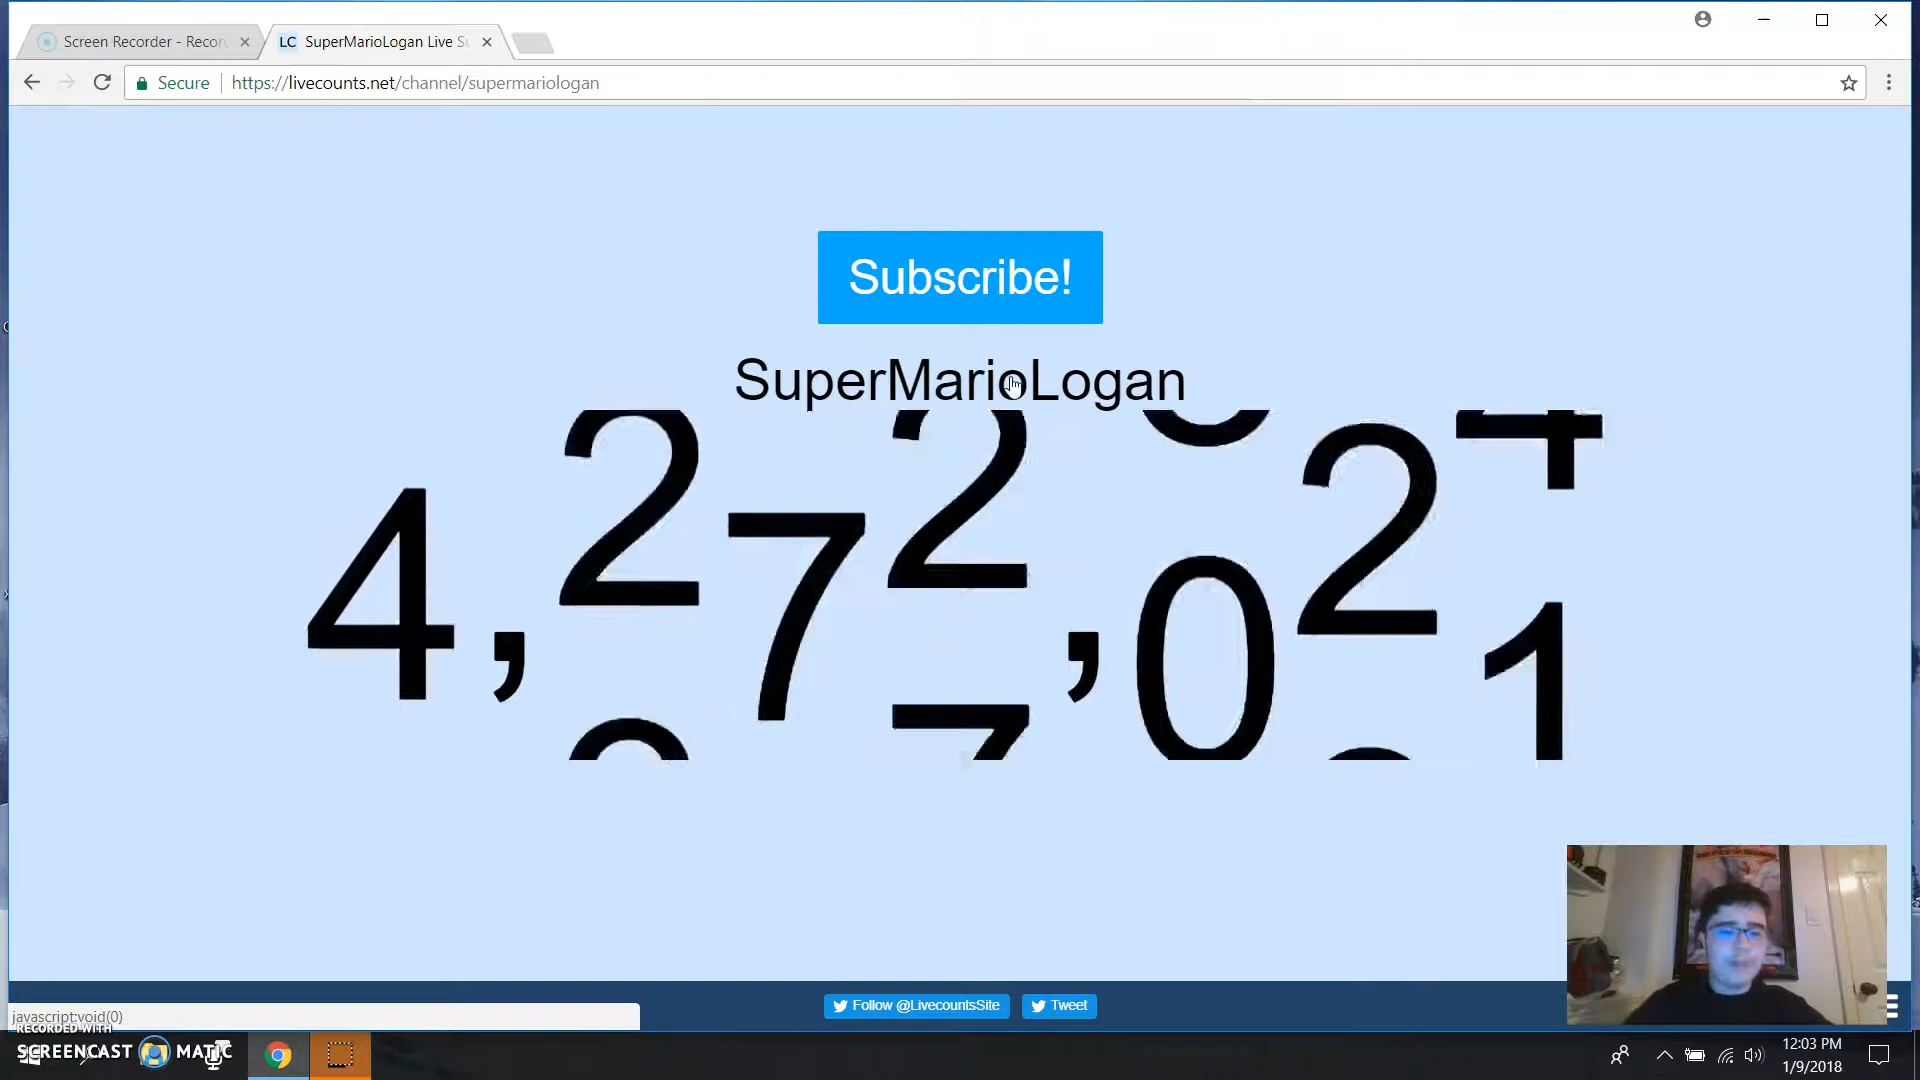 Screen Recorder - Recor
LC SuperMarioLogan Live Su
Secure
https://livecounts.net/channel/supermariologan
Subscribe!
SuperMarioLogan
4,272,021
Follow @LivecountsSite
Tweet
javascript:void(0)
RECORDED WITH
SCREENCAST MATIC
12:03 PM
1/9/2018